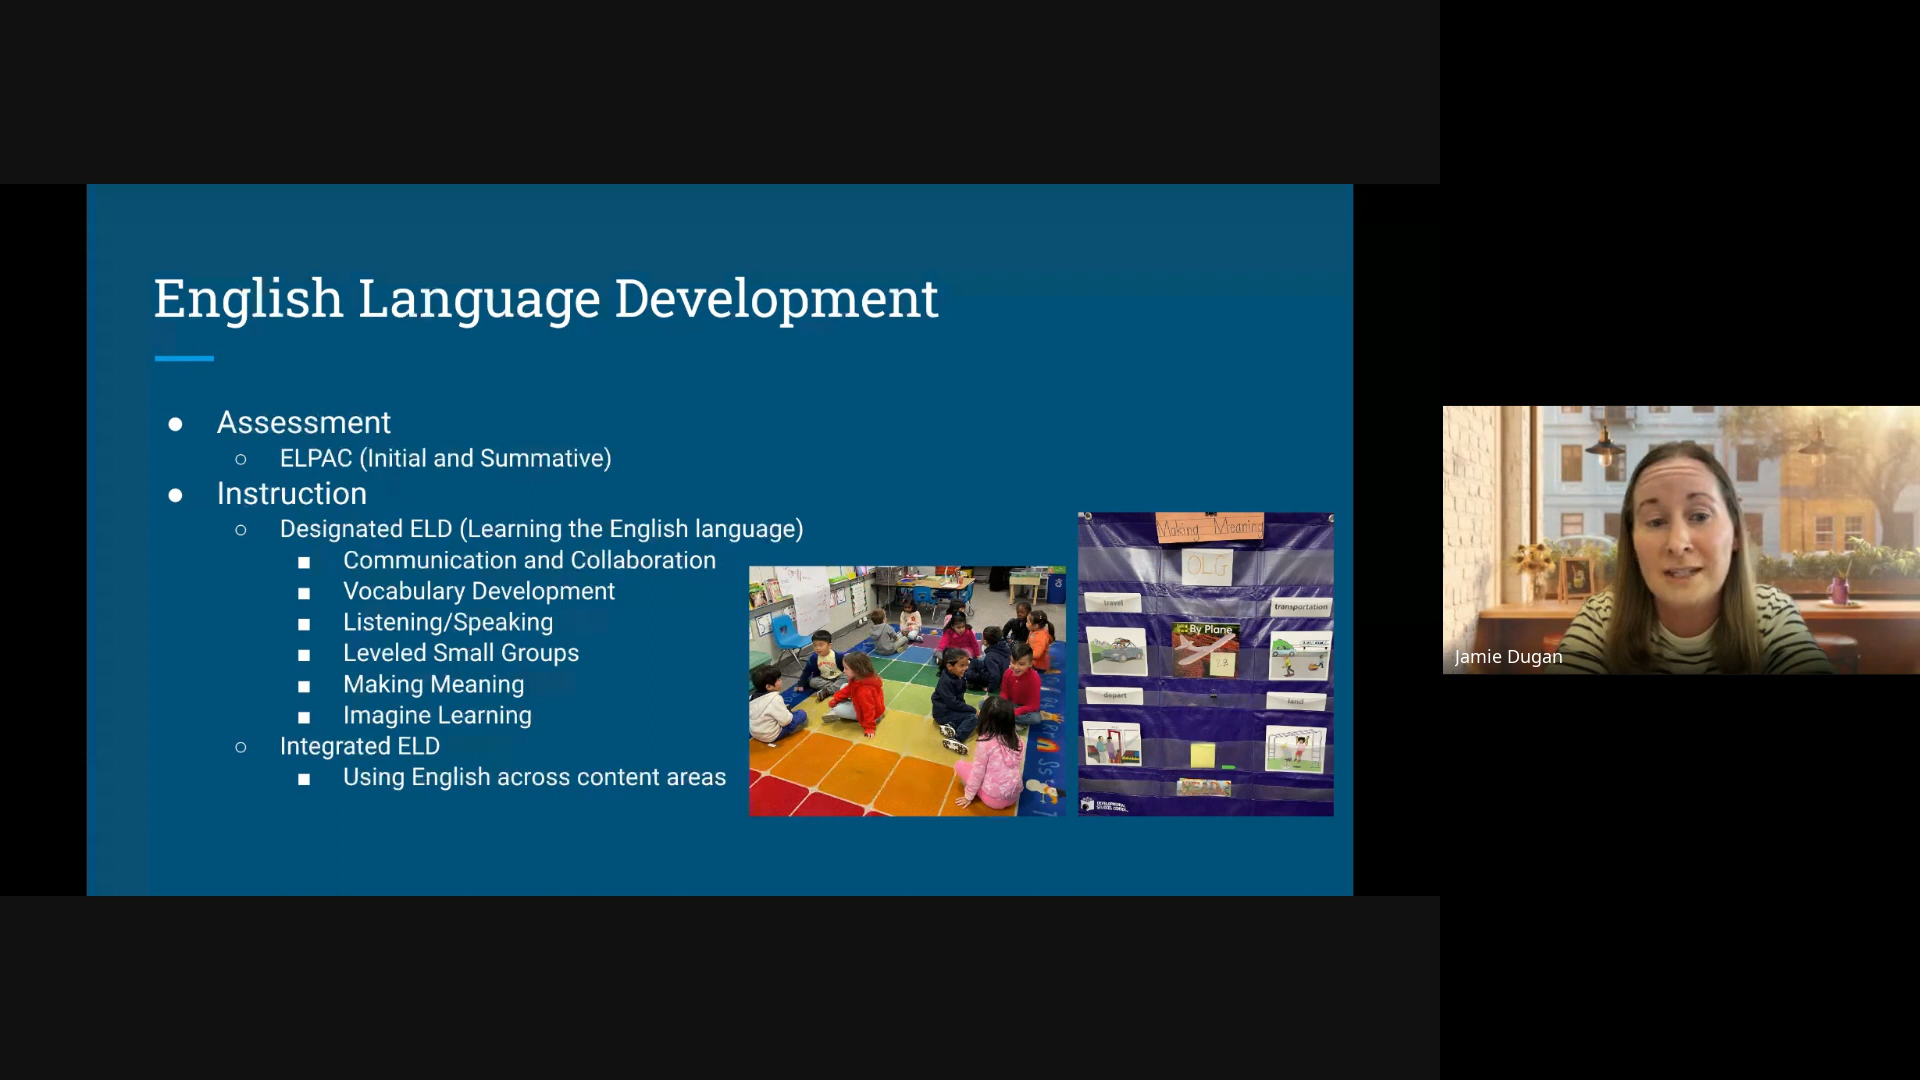 English Language Development
● Assessment
○ ELPAC (Initial and Summative)
● Instruction
○ Designated ELD (Learning the English language)
■ Communication and Collaboration
■ Vocabulary Development
■ Listening/Speaking
■ Leveled Small Groups
■ Making Meaning
■ Imagine Learning
○ Integrated ELD
■ Using English across content areas
Making Meaning
OLG
travel
transportation
By Plane
depart
land
READY
Jamie Dugan